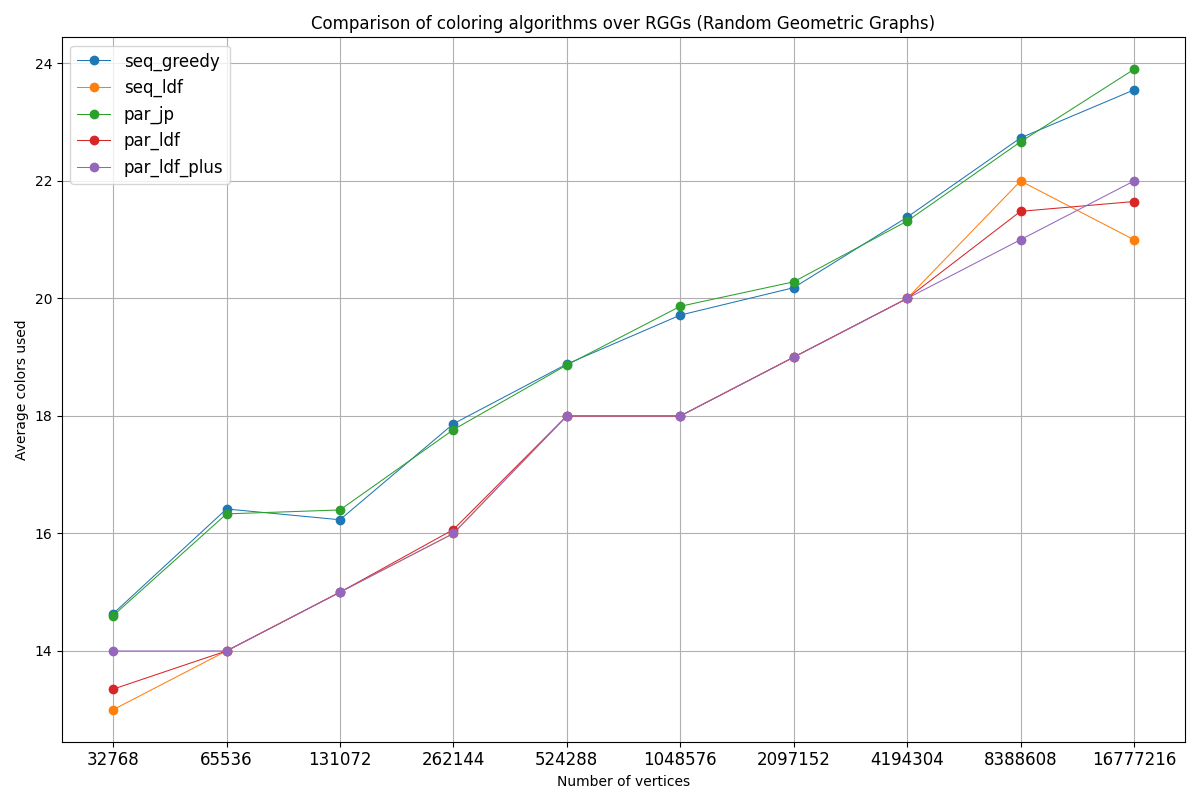 Comparison of coloring algorithms over RGGs (Random Geometric Graphs)
seq_greedy
seq_ldf
par_jp
par_ldf
par_ldf_plus
Average colors used
24
22
20
18
16
14
32768 65536 131072 262144 524288 1048576 2097152 4194304 8388608 16777216
Number of vertices